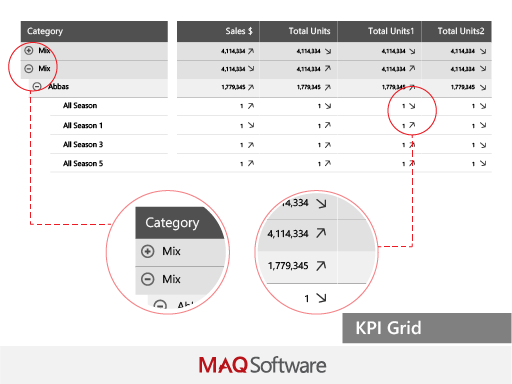 Category Sales $ Total Units Total Units1 Total Units2
Mix 4,114,334 4,114,334 4,114,334 4,114,334
Mix 4,114,334 4,114,334 4,114,334 4,114,334
Abbas 1,779,345 1,779,345 1,779,345 1,779,345
All Season 1 1 1 1
All Season 1 1 1 1 1
All Season 3 1 1 1 1
All Season 5 1 1 1 1
Category
Mix
Mix
Ab
14,334
4,114,334
1,779,345
1
KPI Grid
MAQ Software